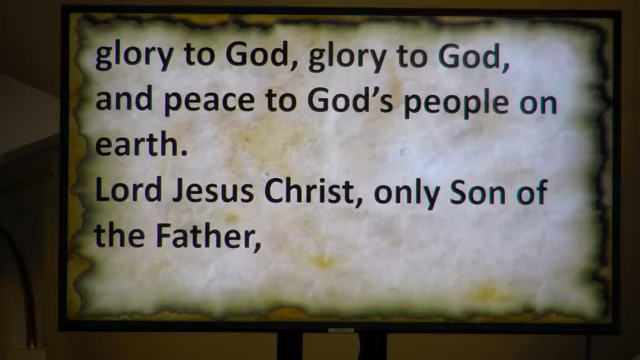 glory to God, glory to God,
and peace to God's people on
earth.
Lord Jesus Christ, only Son of
the Father,